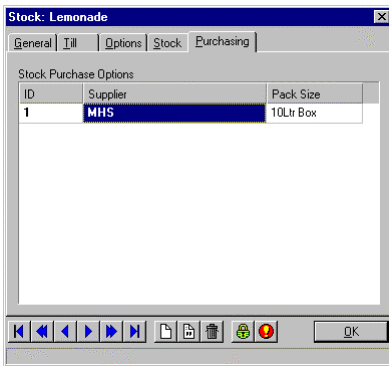 Stock: Lemonade
General Till Options Stock Purchasing
Stock Purchase Options
ID Supplier Pack Size
1 MHS 10Ltr Box
OK